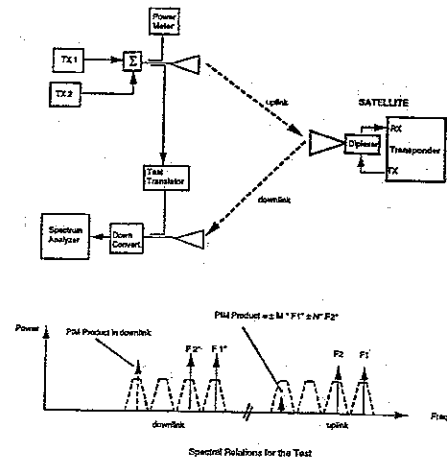 Power
Meter
TX 1
Σ
TX 2
uplink
SATELLITE
RX
Diplexer
Transponder
TX
Test
Translator
downlink
Spectrum
Analyzer
Down
Convert.
Power
PIM Product in downlink
PIM Product = ± M * F1" ± N* F2"
F2"
F1"
F2
F1
Freq
downlink
uplink
Spectral Relations for the Test